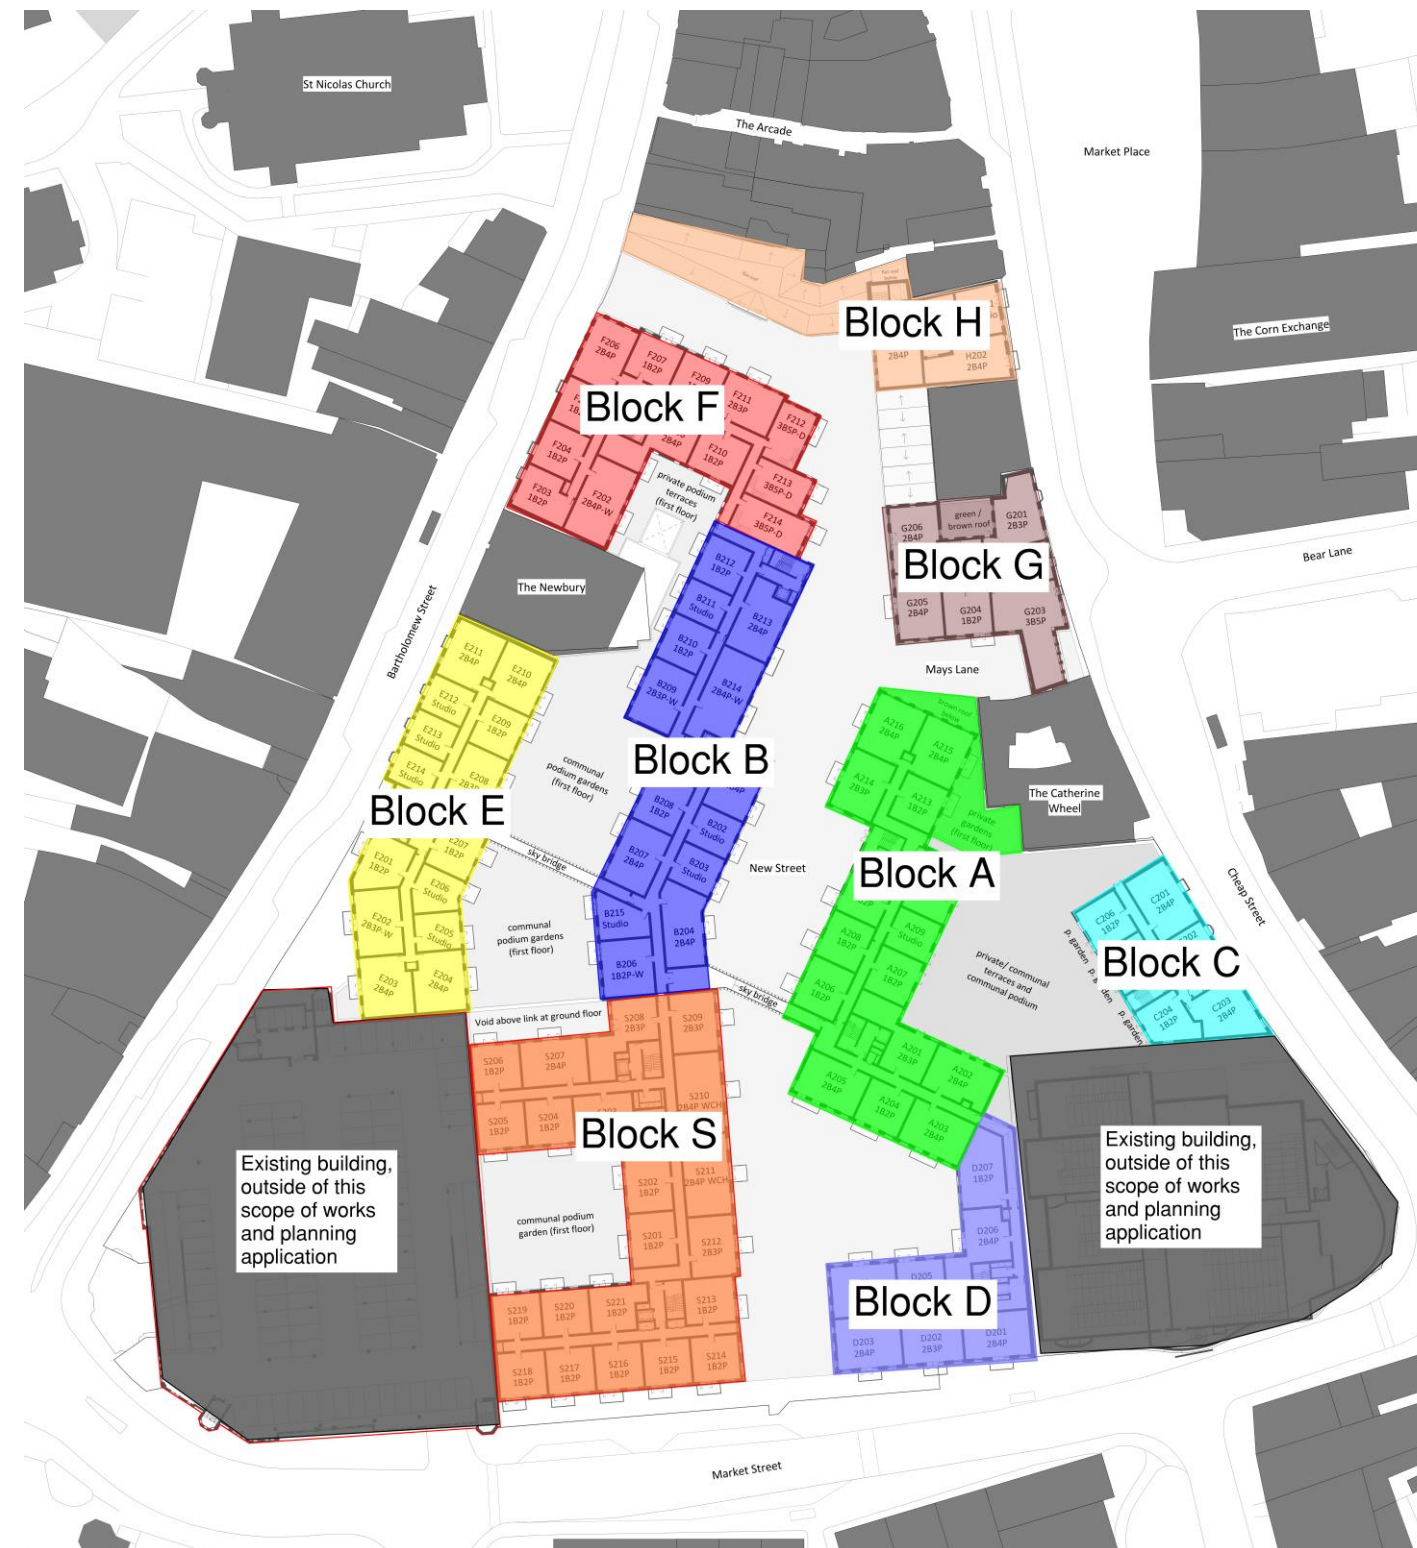 St Nicolas Church
The Arcade
Market Place
flat roof
The Corn Exchange
Block H
2B4P
H202
2B4P
F206
2B4P
F207
1B2P
F209
F211
2B3P
F212
3B5P-D
Block F
F204
1B2P
2B4P
F210
1B2P
F203
1B2P
F202
2B4P-W
F213
3B5P-D
F214
3B5P-D
private podium
terraces
(first floor)
G206
2B4P
green /
brown roof
G201
2B3P
Block G
G205
2B4P
G204
1B2P
G203
3B5P
Bear Lane
The Newbury
Bartholomew Street
Mays Lane
B212
1B2P
B211
Studio
B213
2B4P
B210
1B2P
B209
2B3P-W
B214
2B4P-W
Block B
B208
1B2P
B202
Studio
B207
2B4P
B203
Studio
B215
Studio
B204
2B4P
B206
1B2P-W
E211
2B4P
E210
2B4P
E212
Studio
E209
1B2P
E213
Studio
E214
Studio
E208
2B3P
Block E
E207
1B2P
E201
1B2P
E206
Studio
E202
2B3P-W
E205
Studio
E203
2B4P
E204
2B4P
communal
podium gardens
(first floor)
sky bridge
communal
podium gardens
(first floor)
New Street
brown roof
below
A216
2B4P
A215
2B4P
A214
2B3P
A213
1B2P
private
gardens
(first floor)
The Catherine
Wheel
Block A
A208
1B2P
A209
Studio
A207
1B2P
A206
1B2P
A201
2B3P
A202
2B4P
A205
2B4P
A204
1B2P
A203
2B4P
sky bridge
private/ communal
terraces and
communal podium
Cheap Street
C201
2B4P
C206
1B2P
C202
Block C
p. garden
p. garden
p. garden
C204
1B2P
C203
2B4P
Void above link at ground floor
S208
2B3P
S209
2B3P
S206
1B2P
S207
2B4P
S210
2B4P WCH
S205
1B2P
S204
1B2P
Block S
S202
1B2P
S211
2B4P WCH
S201
1B2P
S212
2B3P
communal podium
garden (first floor)
S219
1B2P
S220
1B2P
S221
1B2P
S213
1B2P
S218
1B2P
S217
1B2P
S216
1B2P
S215
1B2P
S214
1B2P
Existing building,
outside of this
scope of works
and planning
application
Existing building,
outside of this
scope of works
and planning
application
D207
1B2P
D206
2B4P
D205
Block D
D203
2B4P
D202
2B3P
D201
2B4P
Market Street